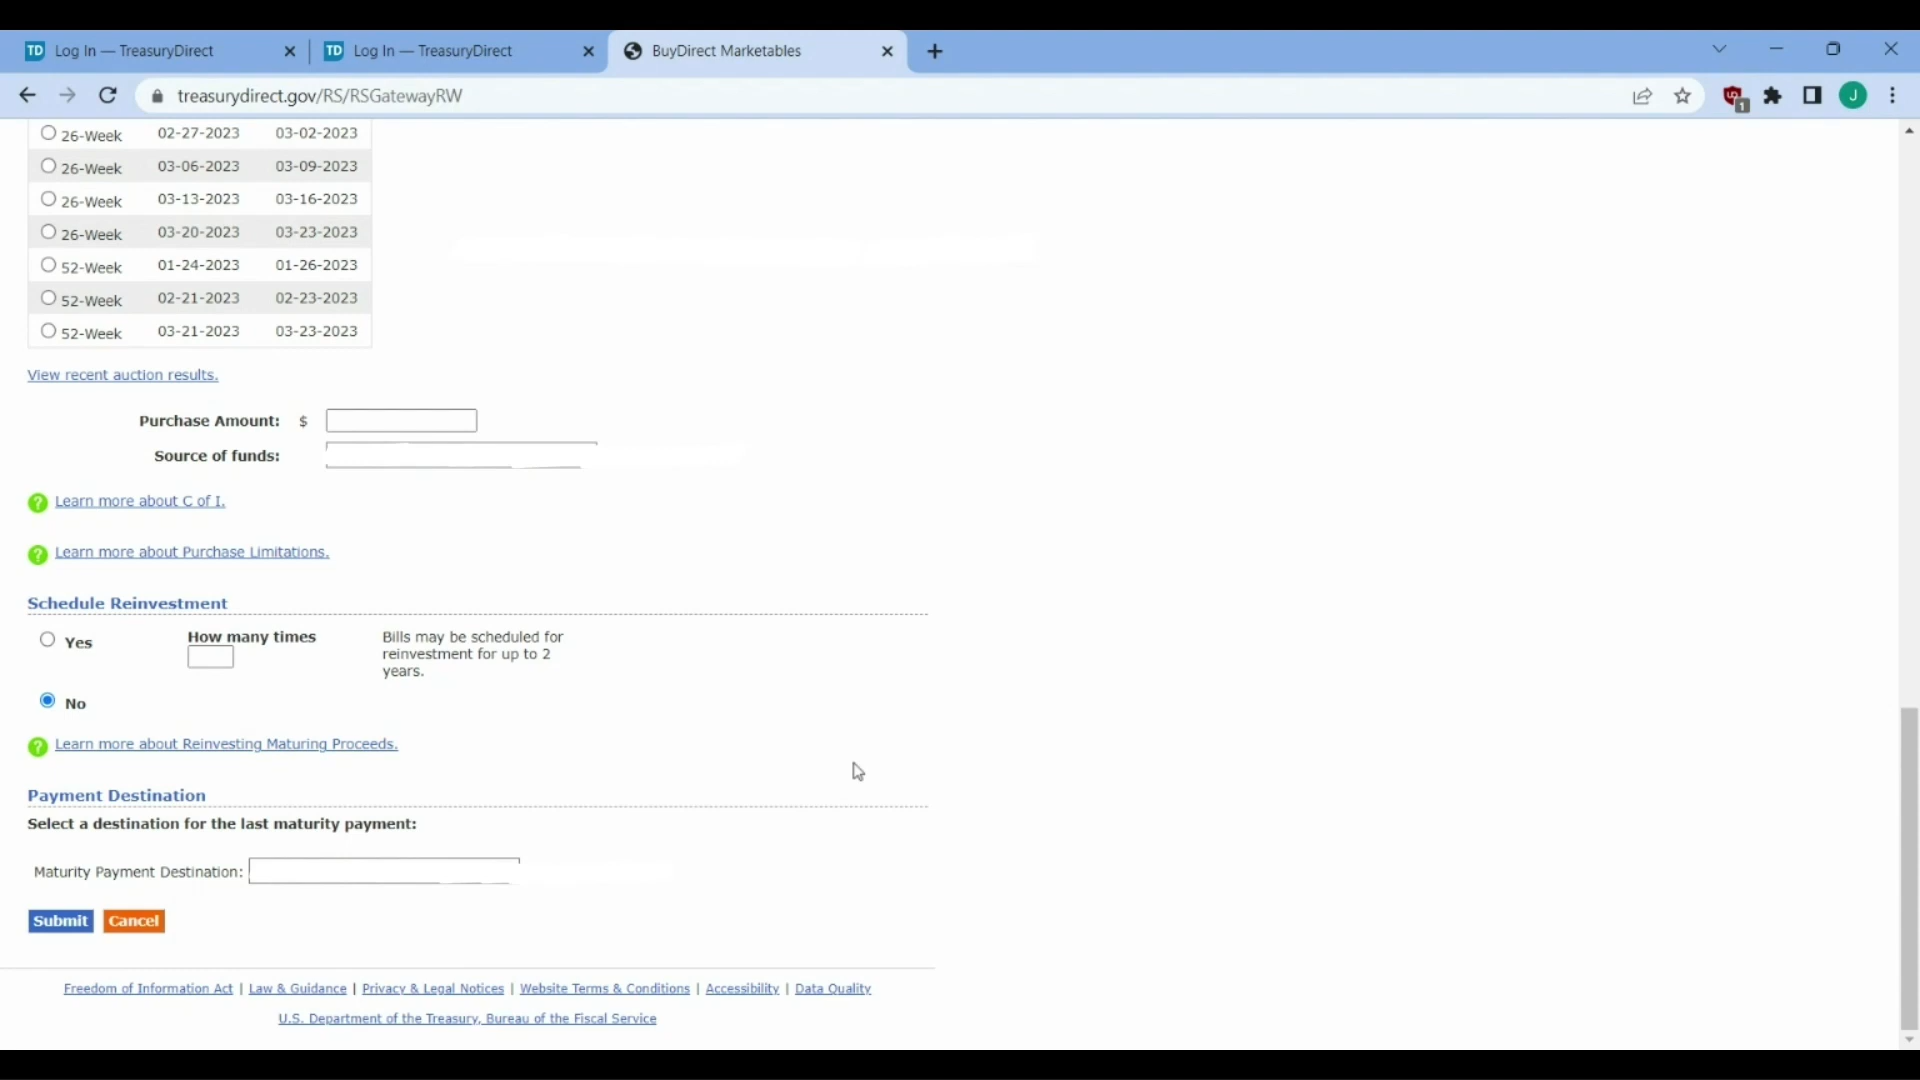 TD Log In — TreasuryDirect
TD Log In — TreasuryDirect
BuyDirect Marketables
treasurydirect.gov/RS/RSGatewayRW
1
J
26-Week 02-27-2023 03-02-2023
26-Week 03-06-2023 03-09-2023
26-Week 03-13-2023 03-16-2023
26-Week 03-20-2023 03-23-2023
52-Week 01-24-2023 01-26-2023
52-Week 02-21-2023 02-23-2023
52-Week 03-21-2023 03-23-2023
View recent auction results.
Purchase Amount: $
Source of funds:
? Learn more about C of I.
? Learn more about Purchase Limitations.
Schedule Reinvestment
Yes
How many times
Bills may be scheduled for
reinvestment for up to 2
years.
No
? Learn more about Reinvesting Maturing Proceeds.
Payment Destination
Select a destination for the last maturity payment:
Maturity Payment Destination:
Submit Cancel
Freedom of Information Act | Law & Guidance | Privacy & Legal Notices | Website Terms & Conditions | Accessibility | Data Quality
U.S. Department of the Treasury, Bureau of the Fiscal Service